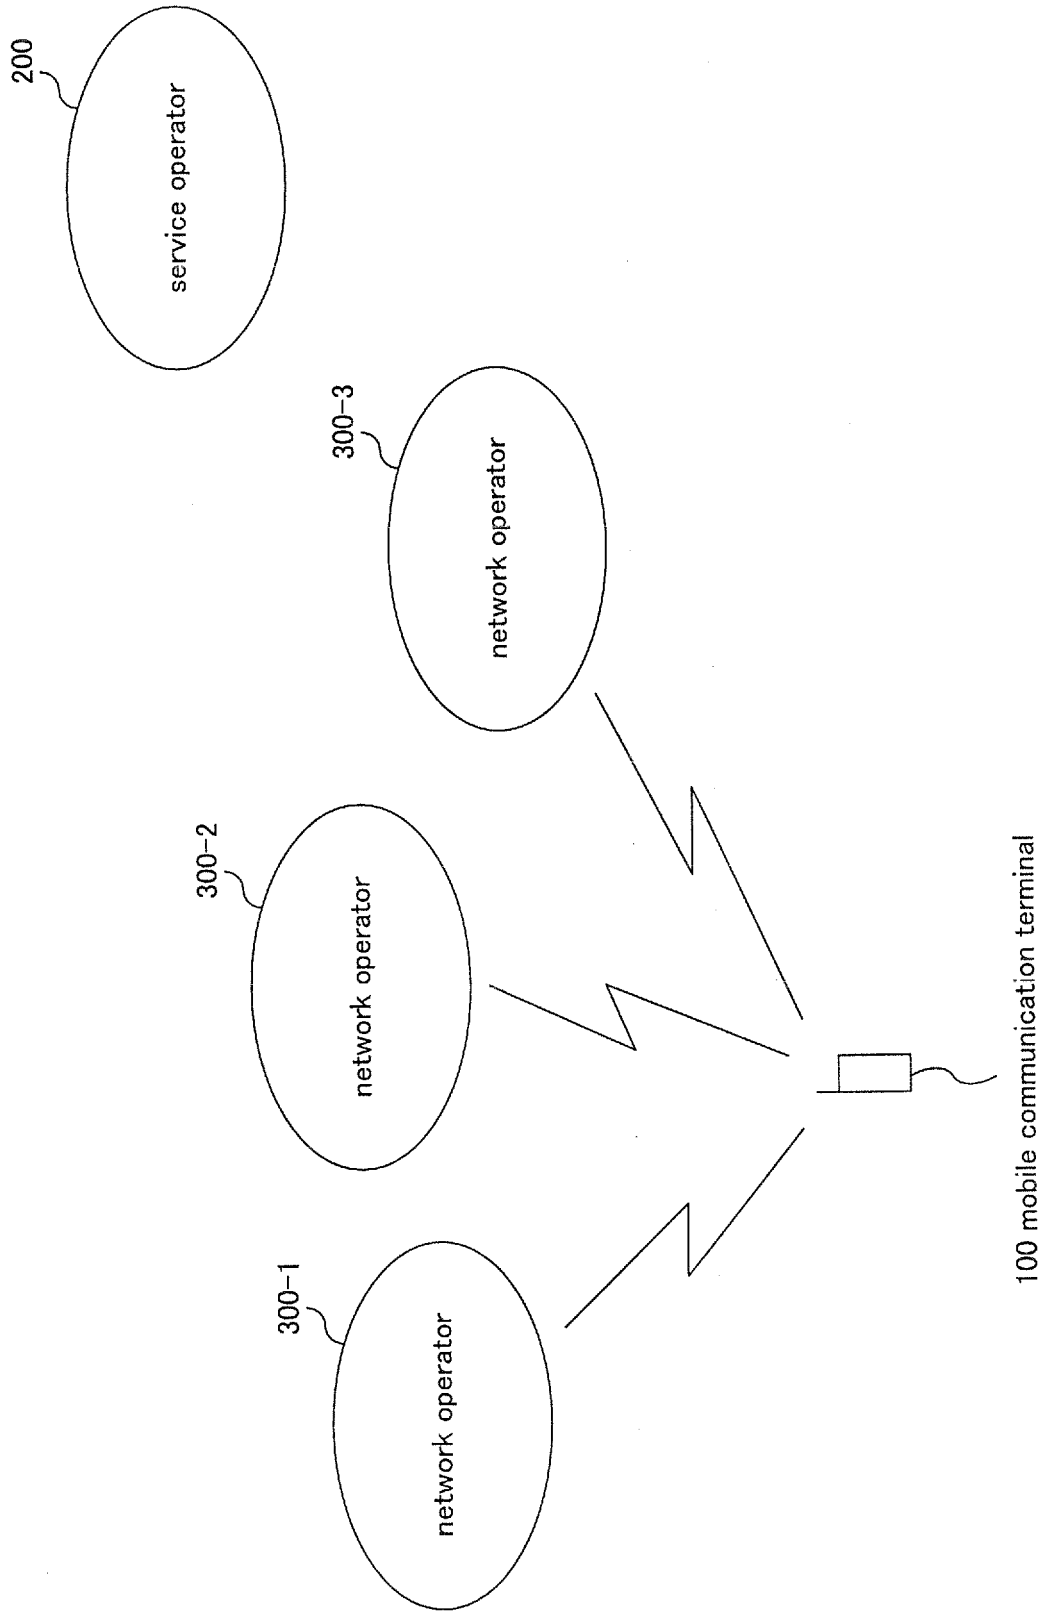 200
service operator
300-3
network operator
300-2
network operator
300-1
network operator
100 mobile communication terminal